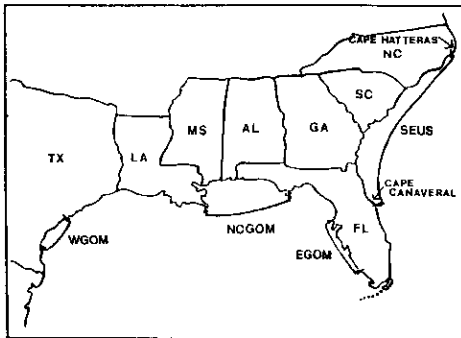 CAPE HATTERAS
NC
SC
MS
AL
GA
SEUS
TX
LA
CAPE
CANAVERAL
FL
WGOM
NCGOM
EGOM